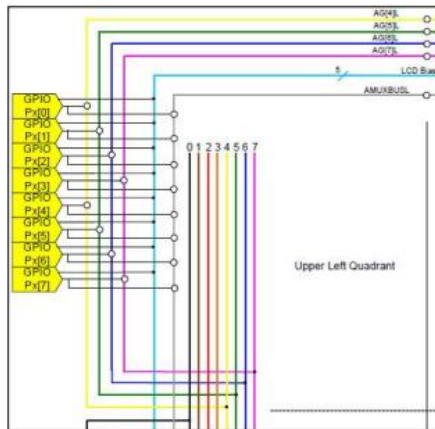 AG[4]L
AG[5]L
AG[6]L
AG[7]L
5 LCD Bias
AMUXBUSL
GPIO
Px[0]
GPIO
Px[1]
GPIO
Px[2]
GPIO
Px[3]
GPIO
Px[4]
GPIO
Px[5]
GPIO
Px[6]
GPIO
Px[7]
0 1 2 3 4 5 6 7
Upper Left Quadrant